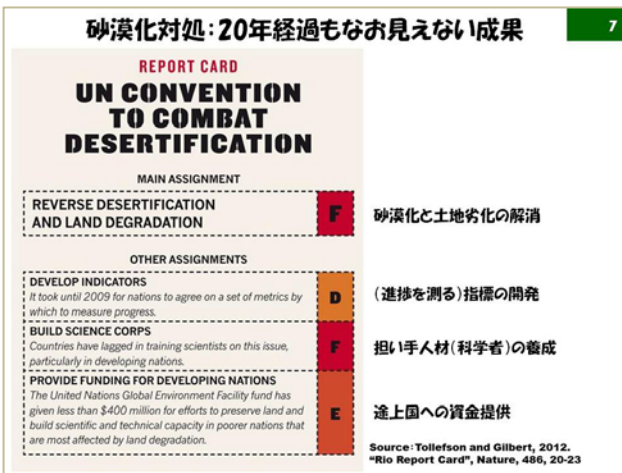 砂漠化対処:20年経過もなお見えない成果
7
REPORT CARD
UN CONVENTION
TO COMBAT
DESERTIFICATION
MAIN ASSIGNMENT
REVERSE DESERTIFICATION
AND LAND DEGRADATION
F
砂漠化と土地劣化の解消
OTHER ASSIGNMENTS
DEVELOP INDICATORS
It took until 2009 for nations to agree on a set of metrics by
which to measure progress.
D
(進捗を測る)指標の開発
BUILD SCIENCE CORPS
Countries have lagged in training scientists on this issue,
particularly in developing nations.
F
担い手人材(科学者)の養成
PROVIDE FUNDING FOR DEVELOPING NATIONS
The United Nations Global Environment Facility fund has
given less than $400 million for efforts to preserve land and
build scientific and technical capacity in poorer nations that
are most affected by land degradation.
E
途上国への資金提供
Source:Tollefson and Gilbert, 2012.
"Rio Report Card", Nature, 486, 20-23